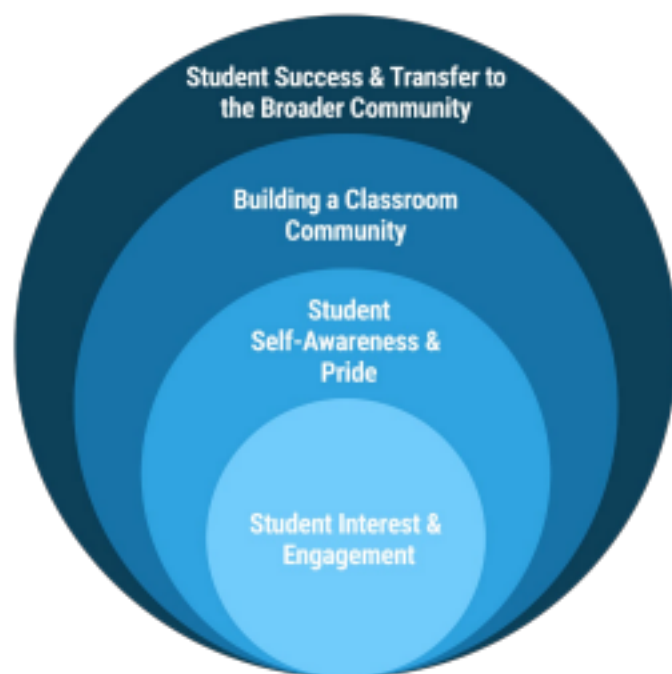 Student Success & Transfer to
the Broader Community
Building a Classroom
Community
Student
Self-Awareness &
Pride
Student Interest &
Engagement